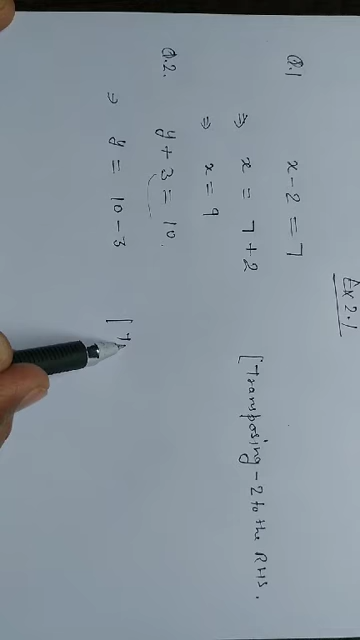 Ex 2.1
Q.1 x - 2 = 7
⇒ x = 7 + 2 [Transposing - 2 to the RHS.
⇒ x = 9
Q.2. y + 3 = 10.
⇒ y = 10 - 3 [